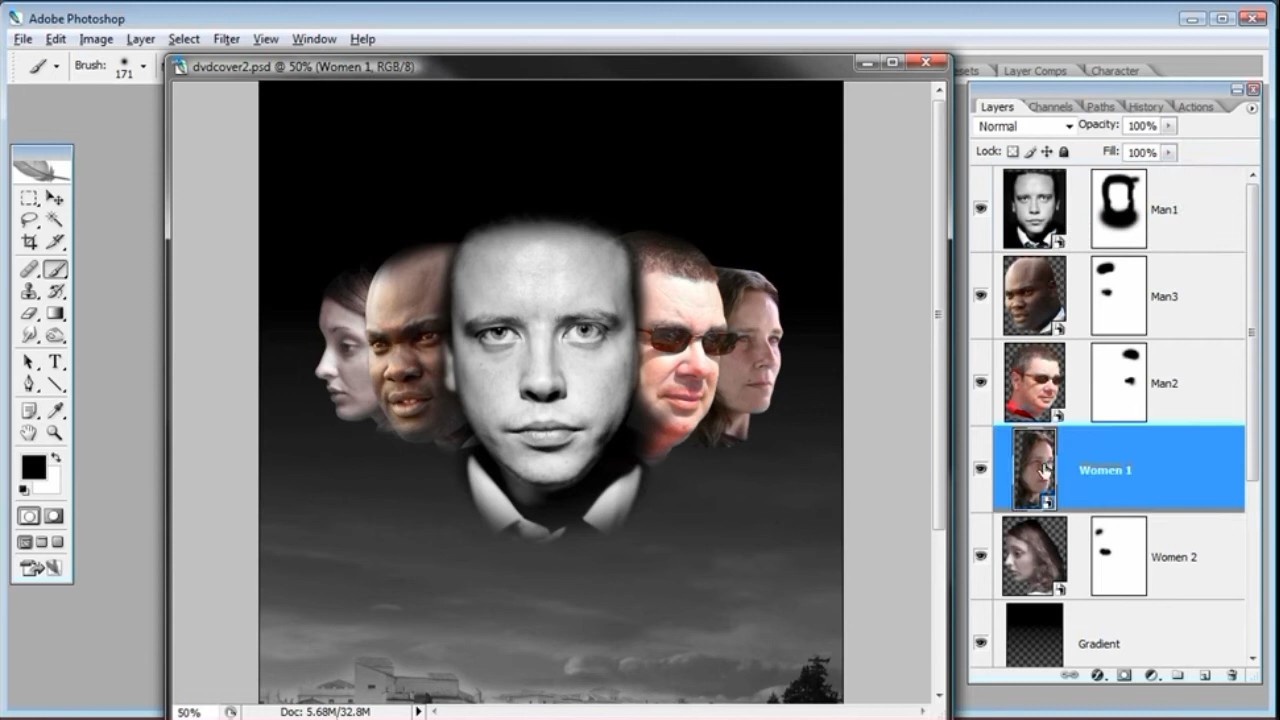 Adobe Photoshop
File Edit Image Layer Select Filter View Window Help
Brush: 171
dvdcover2.psd @ 50% (Women 1, RGB/8)
Layer Comps Character
Layers Channels Paths History Actions
Normal Opacity: 100%
Lock: Fill: 100%
Man1
Man3
Man2
Women 1
Women 2
Gradient
50% Doc: 5.68M/32.8M